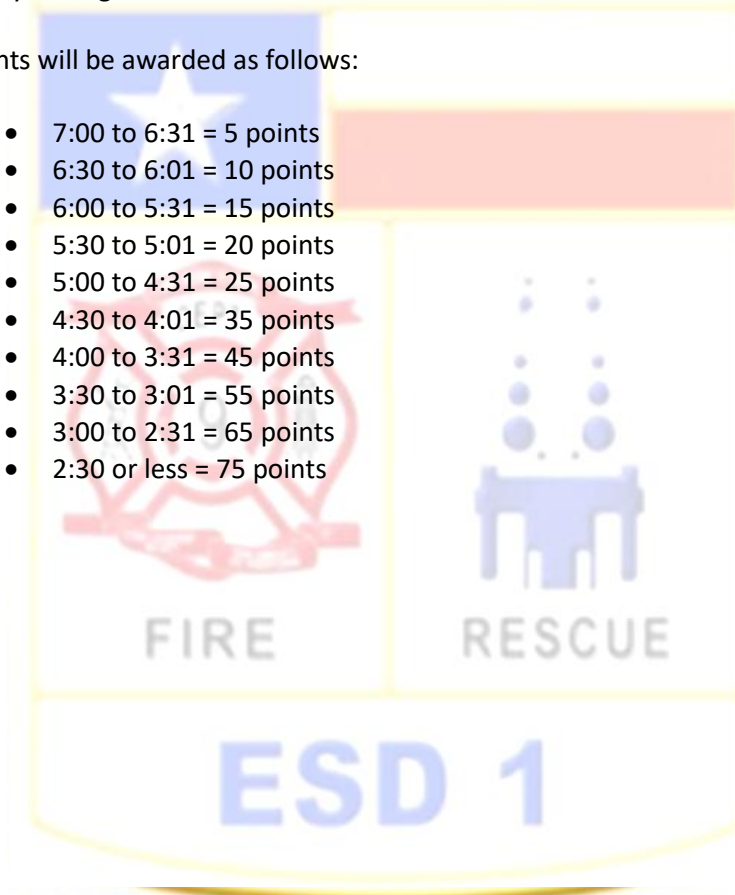 nts will be awarded as follows:
• 7:00 to 6:31 = 5 points
• 6:30 to 6:01 = 10 points
• 6:00 to 5:31 = 15 points
• 5:30 to 5:01 = 20 points
• 5:00 to 4:31 = 25 points
• 4:30 to 4:01 = 35 points
• 4:00 to 3:31 = 45 points
• 3:30 to 3:01 = 55 points
• 3:00 to 2:31 = 65 points
• 2:30 or less = 75 points
9
FIRE RESCUE
ESD 1